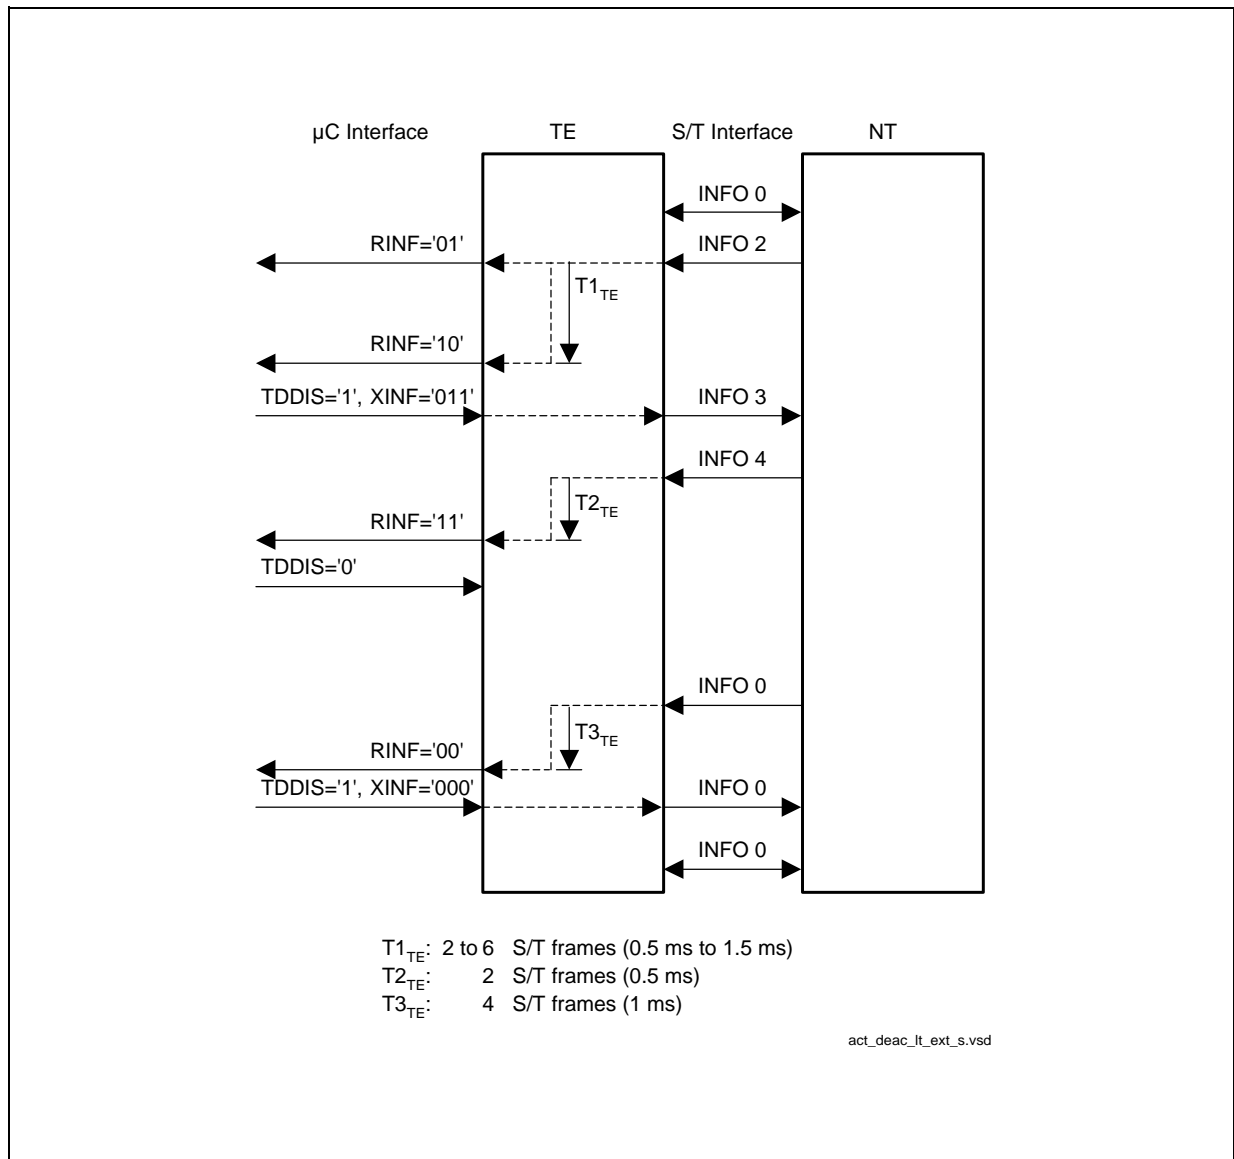 µC Interface TE S/T Interface NT
INFO 0
RINF='01' INFO 2
T1TE
RINF='10'
TDDIS='1', XINF='011' INFO 3
INFO 4
T2TE
RINF='11'
TDDIS='0'
INFO 0
T3TE
RINF='00'
TDDIS='1', XINF='000' INFO 0
INFO 0
T1TE: 2 to 6 S/T frames (0.5 ms to 1.5 ms)
T2TE: 2 S/T frames (0.5 ms)
T3TE: 4 S/T frames (1 ms)
act_deac_lt_ext_s.vsd